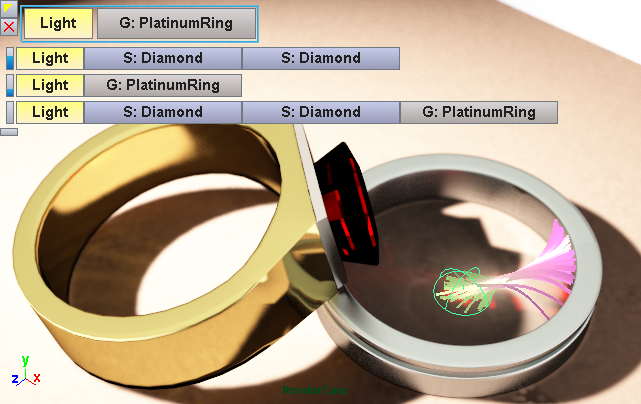 Light G: PlatinumRing
Light S: Diamond S: Diamond
Light G: PlatinumRing
Light S: Diamond S: Diamond G: PlatinumRing
y
z x